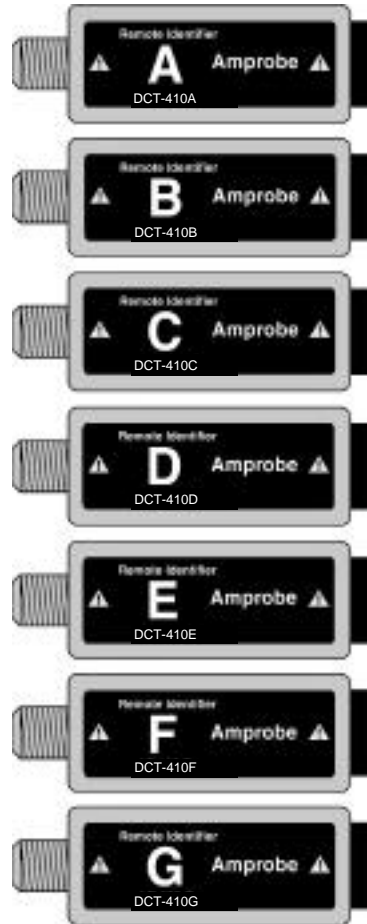 Remote Identifier
A Amprobe
DCT-410A
Remote Identifier
B Amprobe
DCT-410B
Remote Identifier
C Amprobe
DCT-410C
Remote Identifier
D Amprobe
DCT-410D
Remote Identifier
E Amprobe
DCT-410E
Remote Identifier
F Amprobe
DCT-410F
Remote Identifier
G Amprobe
DCT-410G